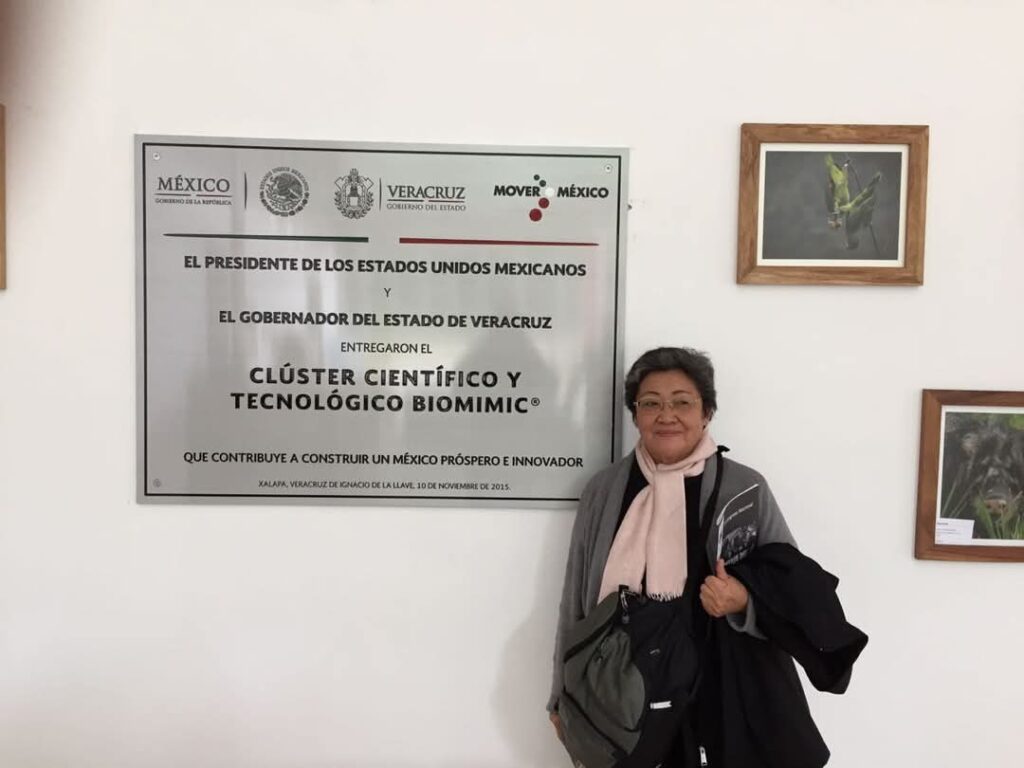 MÉXICO
GOBIERNO DE LA REPÚBLICA
VERACRUZ
GOBIERNO DEL ESTADO
MOVER MÉXICO
EL PRESIDENTE DE LOS ESTADOS UNIDOS MEXICANOS
Y
EL GOBERNADOR DEL ESTADO DE VERACRUZ
ENTREGARON EL
CLÚSTER CIENTÍFICO Y
TECNOLÓGICO BIOMIMIC®
QUE CONTRIBUYE A CONSTRUIR UN MÉXICO PRÓSPERO E INNOVADOR
XALAPA, VERACRUZ DE IGNACIO DE LA LLAVE, 10 DE NOVIEMBRE DE 2015.